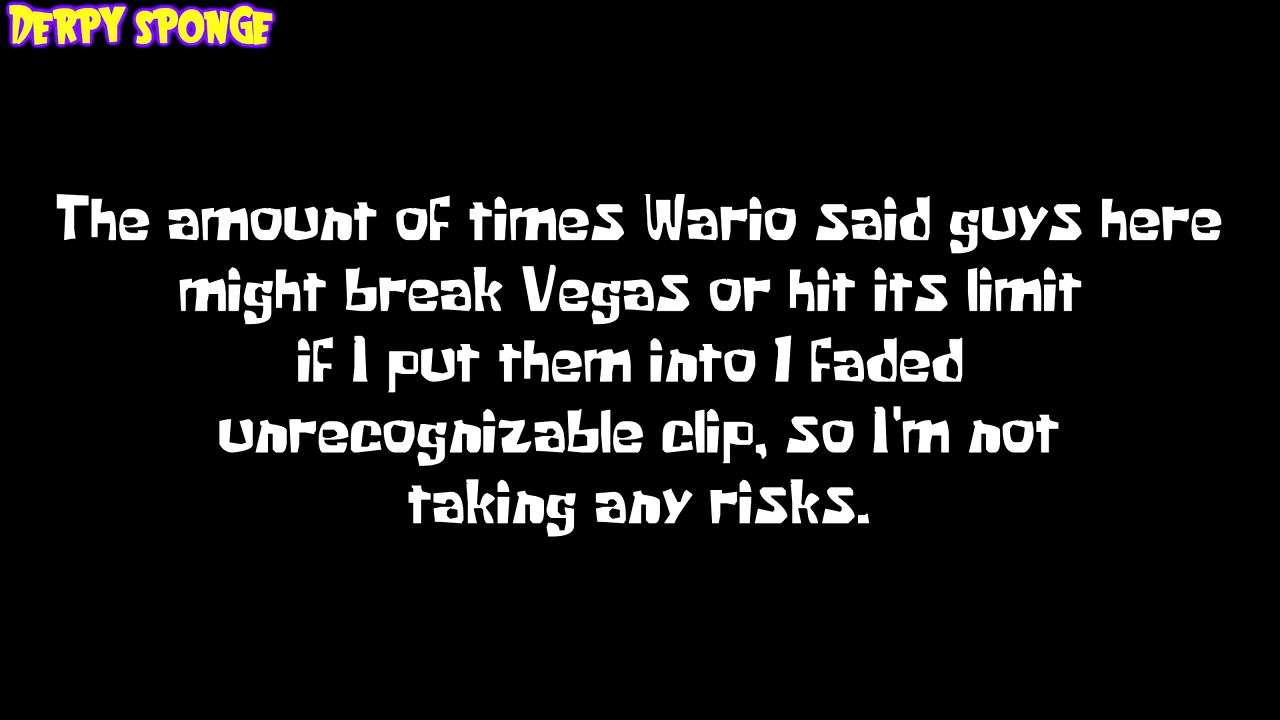 DERPY SPONGE
The amount of times Wario said guys here
might break Vegas or hit its limit
if I put them into 1 faded
unrecognizable clip, so I'm not
taking any risks.